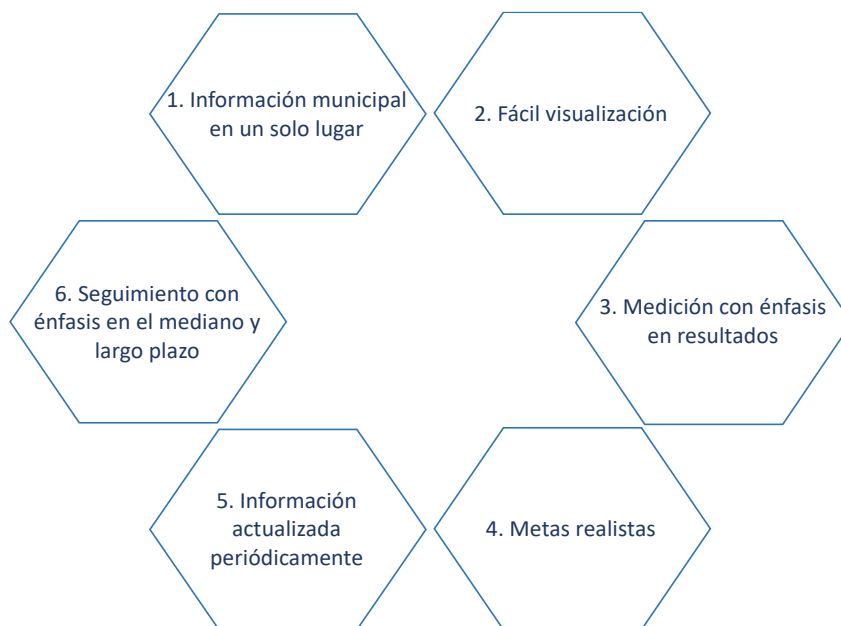 1. Información municipal
en un solo lugar
2. Fácil visualización
3. Medición con énfasis
en resultados
4. Metas realistas
5. Información
actualizada
periódicamente
6. Seguimiento con
énfasis en el mediano y
largo plazo